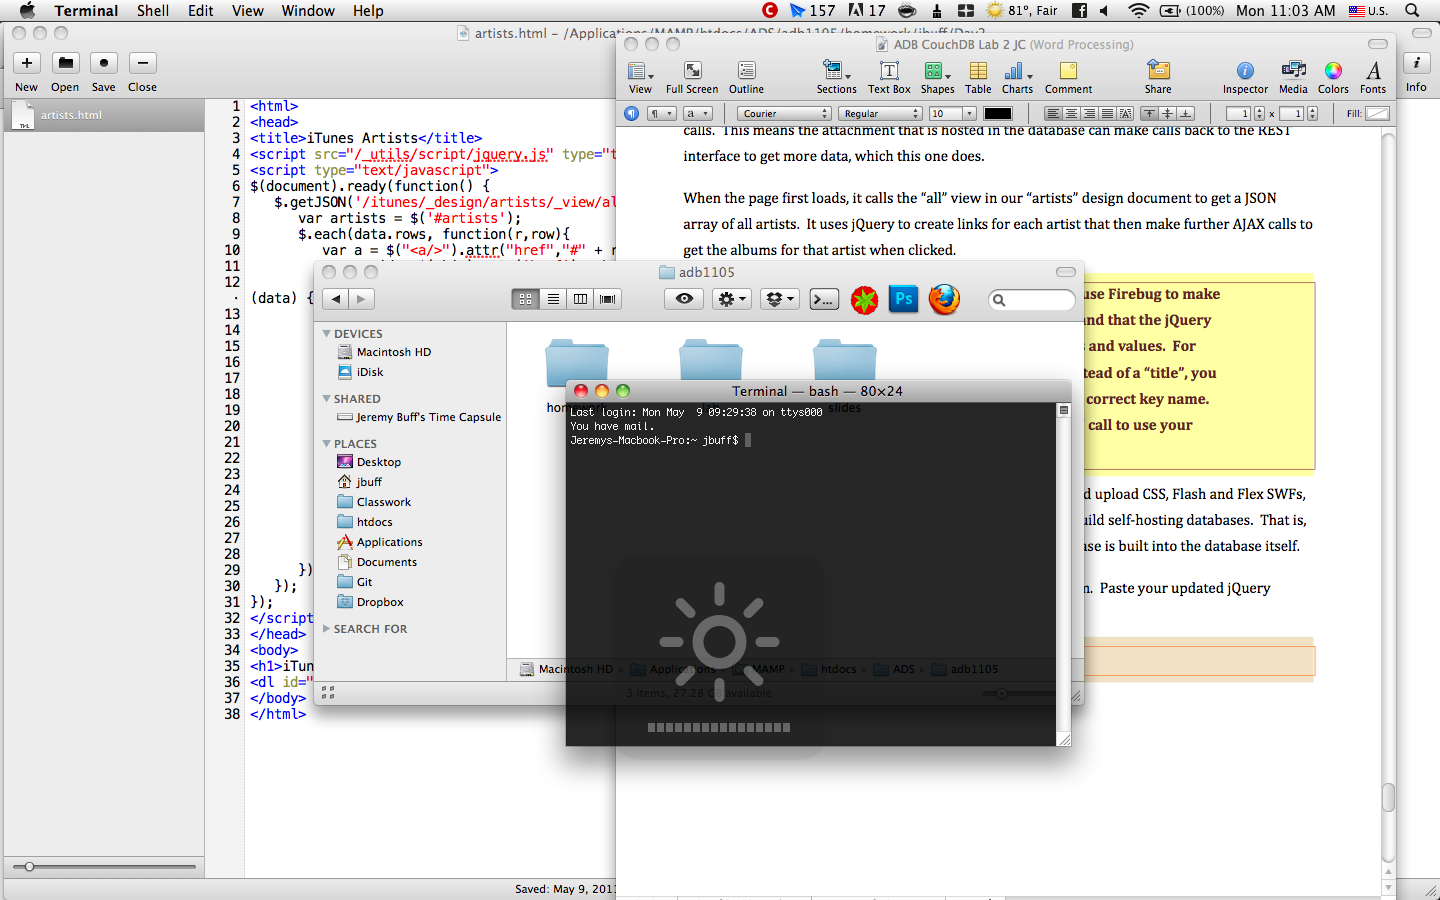 Terminal Shell Edit View Window Help 157 17 81°, Fair (100%) Mon 11:03 AM U.S.
artists.html – /Applications/MAMP/htdocs/ADS/adb1105/homework/jbuff/Day2
New Open Save Close
artists.html
1 <html>
2 <head>
3 <title>iTunes Artists</title>
4 <script src="/_utils/script/jquery.js" type="t
5 <script type="text/javascript">
6 $(document).ready(function() {
7 $.getJSON('/itunes/_design/artists/_view/al
8 var artists = $('#artists');
9 $.each(data.rows, function(r,row){
10 var a = $("<a/>").attr("href","#" + r
11
12
(data) {
13
14
15
16
17
18
19
20
21
22
23
24
25
26
27
28
29 })
30 });
31 });
32 </script
33 </head>
34 <body>
35 <h1>iTun
36 <dl id="
37 </body>
38 </html>
Saved: May 9, 2011
ADB CouchDB Lab 2 JC (Word Processing)
View Full Screen Outline Sections Text Box Shapes Table Charts Comment Share Inspector Media Colors Fonts
Info
¶ a Courier Regular 10 1 x 1 Fill:
calls. This means the attachment that is hosted in the database can make calls back to the REST
interface to get more data, which this one does.
When the page first loads, it calls the “all” view in our “artists” design document to get a JSON
array of all artists. It uses jQuery to create links for each artist that then make further AJAX calls to
get the albums for that artist when clicked.
use Firebug to make
nd that the jQuery
and values. For
tead of a “title”, you
correct key name.
call to use your
d upload CSS, Flash and Flex SWFs,
uild self-hosting databases. That is,
ase is built into the database itself.
n. Paste your updated jQuery
adb1105
Ps
DEVICES
Macintosh HD
iDisk
SHARED
Jeremy Buff's Time Capsule
PLACES
Desktop
jbuff
Classwork
htdocs
Applications
Documents
Git
Dropbox
SEARCH FOR
slides
Macintosh HD Applications MAMP htdocs ADS adb1105
3 items, 27.28 GB available
Terminal — bash — 80×24
Last login: Mon May 9 09:29:38 on ttys000
You have mail.
Jeremys-Macbook-Pro:~ jbuff$